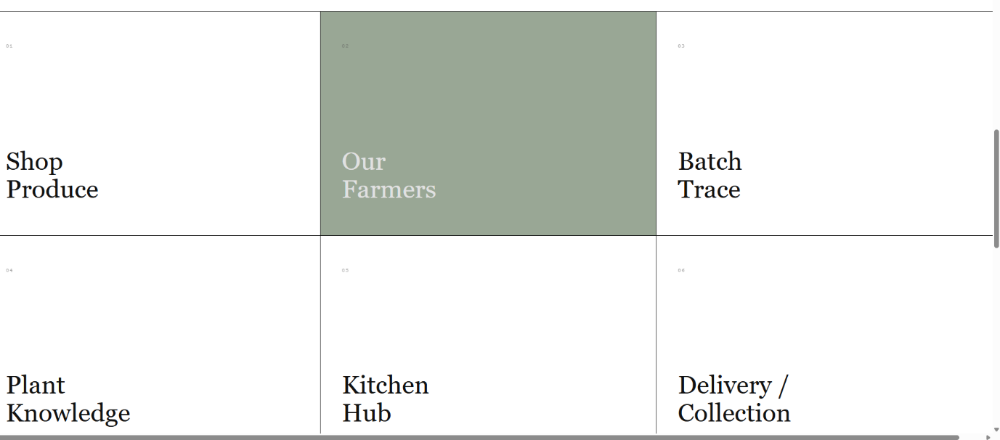 01
02
03
Shop
Produce
Our
Farmers
Batch
Trace
04
05
06
Plant
Knowledge
Kitchen
Hub
Delivery /
Collection